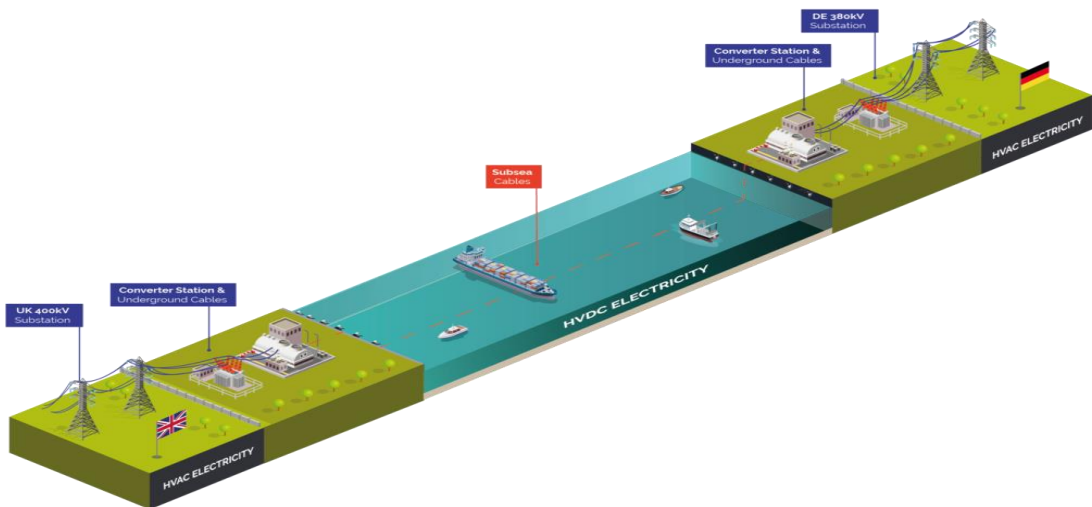 DE 380kV
Substation
Converter Station &
Underground Cables
HVAC ELECTRICITY
Subsea
Cables
HVDC ELECTRICITY
Converter Station &
Underground Cables
UK 400kV
Substation
HVAC ELECTRICITY